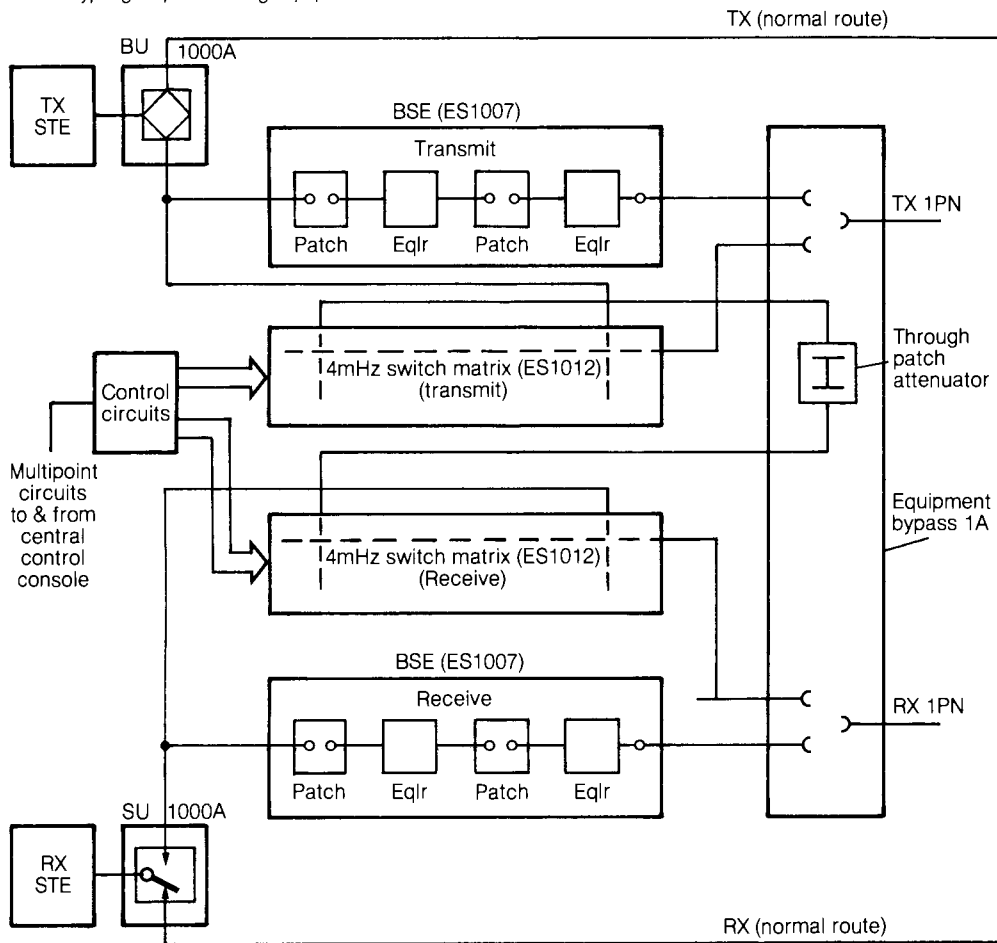 TX (normal route)
BU 1000A
TX
STE
BSE (ES1007)
Transmit
Patch Eqlr Patch Eqlr
TX 1PN
4mHz switch matrix (ES1012)
(transmit)
Through
patch
attenuator
Control
circuits
Multipoint
circuits
to & from
central
control
console
4mHz switch matrix (ES1012)
(Receive)
Equipment
bypass 1A
BSE (ES1007)
Receive
Patch Eqlr Patch Eqlr
RX 1PN
SU 1000A
RX
STE
RX (normal route)